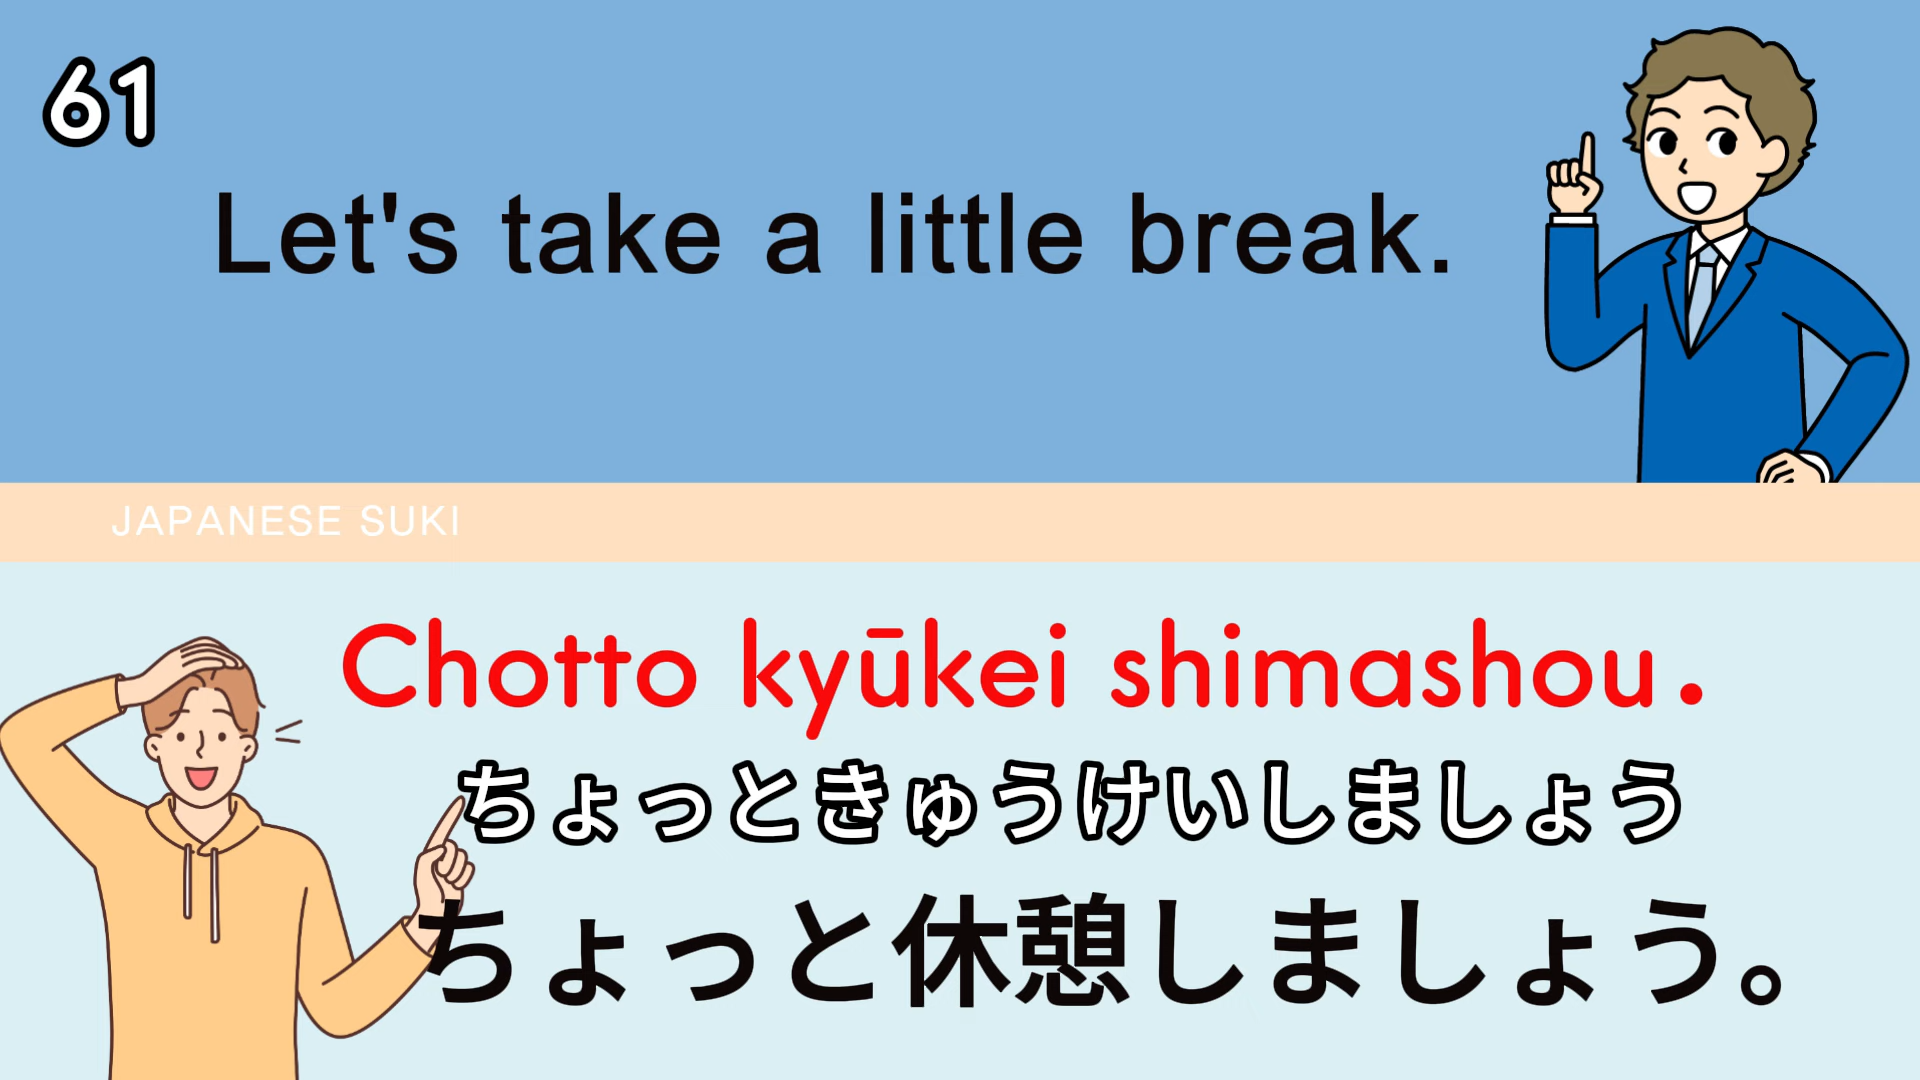 61
Let's take a little break.
JAPANESE SUKI
Chotto kyūkei shimashou.
ちょっときゅうけいしましょう
ちょっと休憩しましょう。